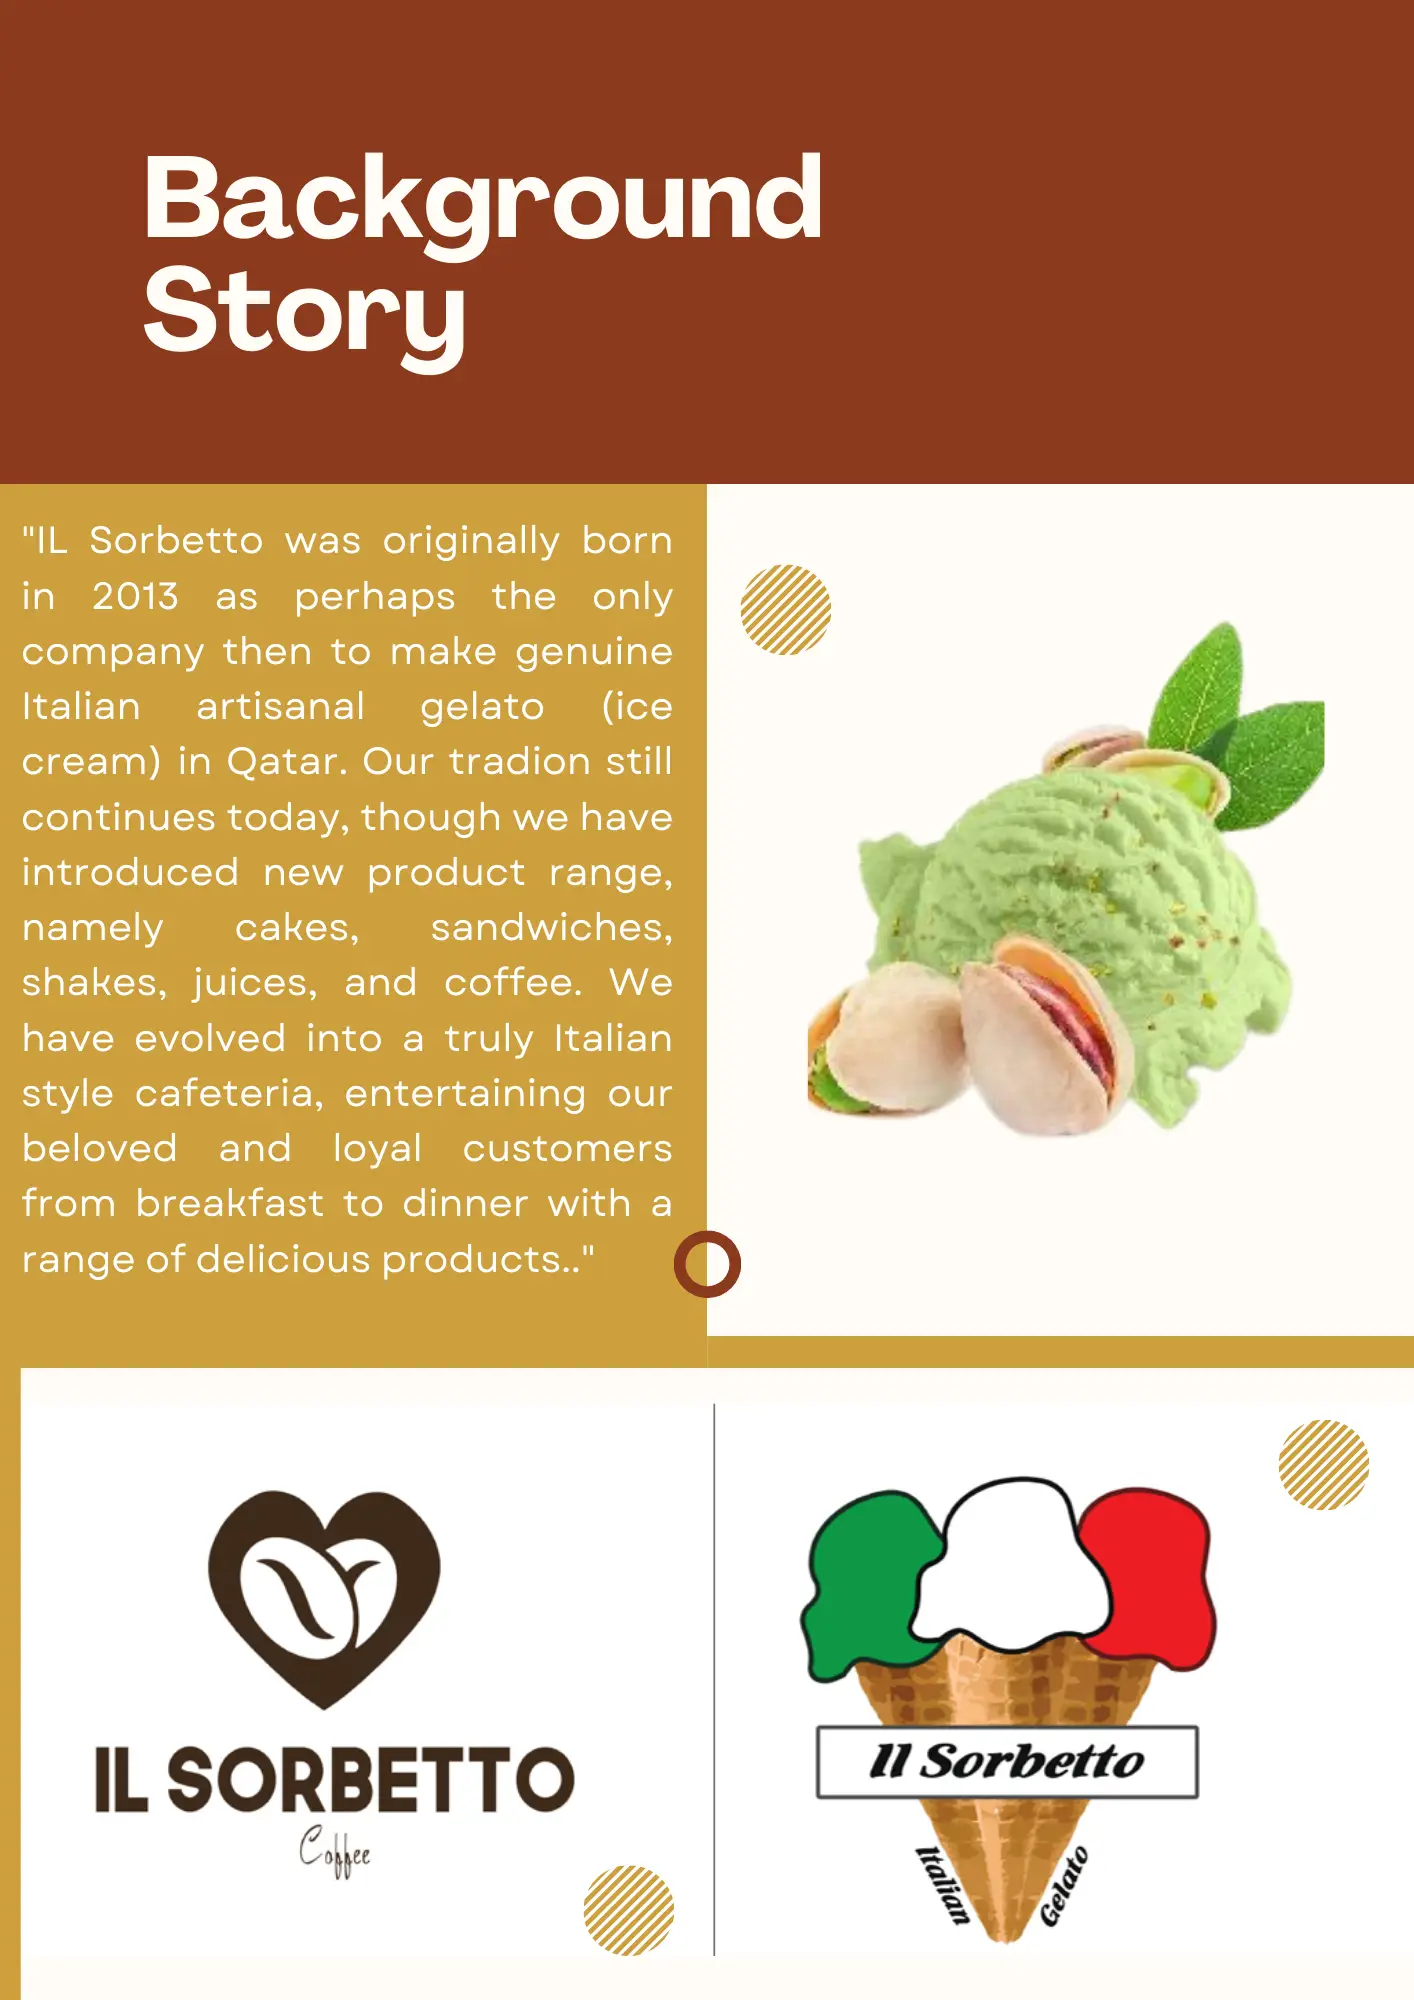 Background
Story
"IL Sorbetto was originally born
in 2013 as perhaps the only
company then to make genuine
Italian artisanal gelato (ice
cream) in Qatar. Our tradion still
continues today, though we have
introduced new product range,
namely cakes, sandwiches,
shakes, juices, and coffee. We
have evolved into a truly Italian
style cafeteria, entertaining our
beloved and loyal customers
from breakfast to dinner with a
range of delicious products.."
IL SORBETTO
Coffee
Il Sorbetto
Italian
Gelato